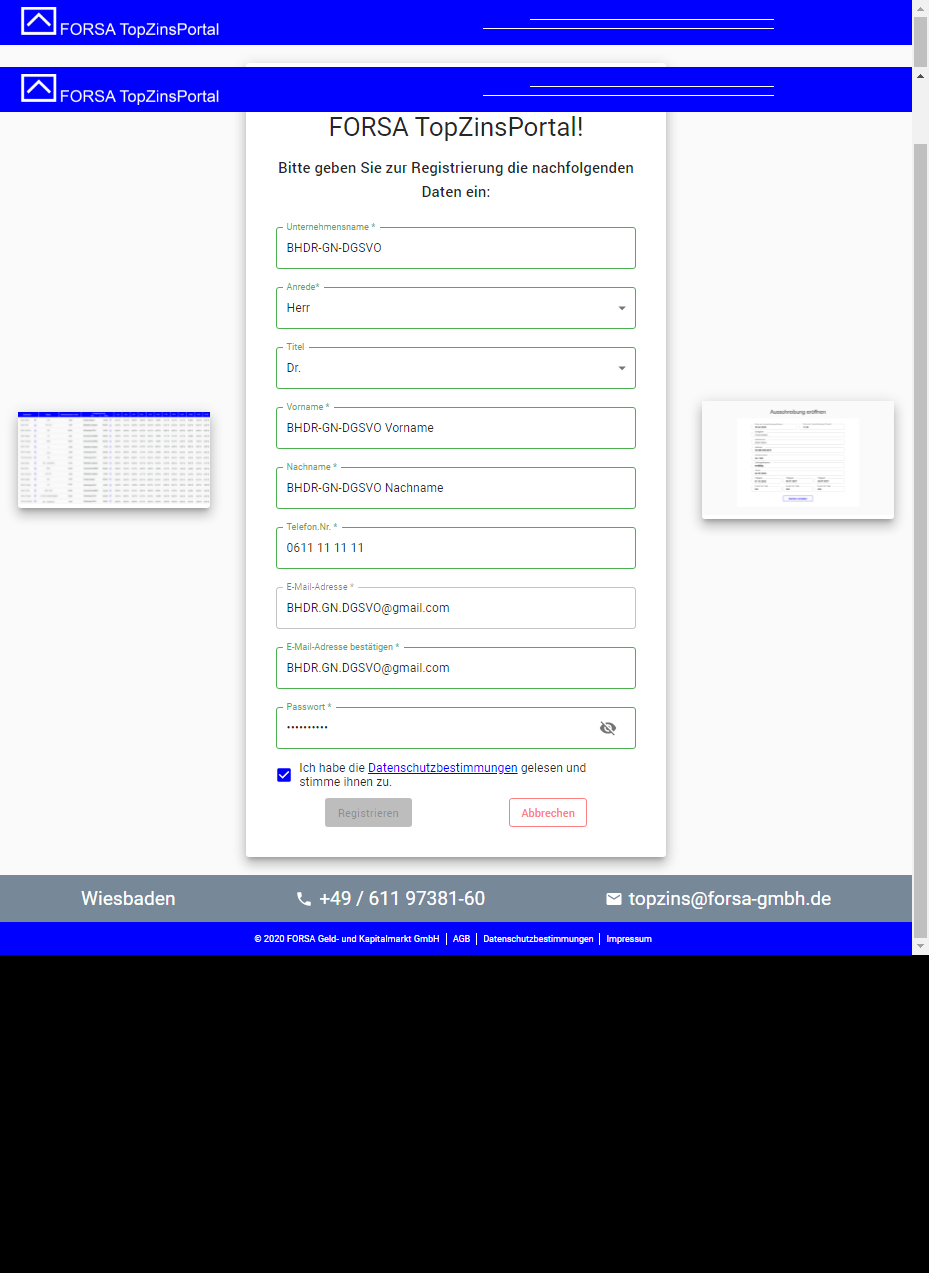 FORSA TopZinsPortal
FORSA TopZinsPortal
FORSA TopZinsPortal!
Bitte geben Sie zur Registrierung die nachfolgenden
Daten ein:
Unternehmensname *
BHDR-GN-DGSVO
Anrede*
Herr
Titel
Dr.
Vorname *
BHDR-GN-DGSVO Vorname
Nachname *
BHDR-GN-DGSVO Nachname
Telefon.Nr. *
0611 11 11 11
E-Mail-Adresse *
BHDR.GN.DGSVO@gmail.com
E-Mail-Adresse bestätigen *
BHDR.GN.DGSVO@gmail.com
Passwort *
••••••••••
Ich habe die Datenschutzbestimmungen gelesen und
stimme ihnen zu.
Registrieren Abbrechen
Ausschreibung eröffnen
Wiesbaden +49 / 611 97381-60 topzins@forsa-gmbh.de
© 2020 FORSA Geld- und Kapitalmarkt GmbH | AGB | Datenschutzbestimmungen | Impressum